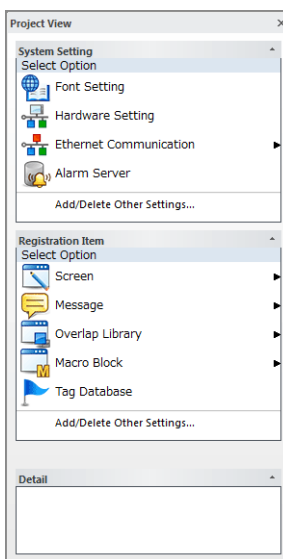 Project View
System Setting
Select Option
Font Setting
Hardware Setting
Ethernet Communication
Alarm Server
Add/Delete Other Settings...
Registration Item
Select Option
Screen
Message
Overlap Library
Macro Block
Tag Database
Add/Delete Other Settings...
Detail